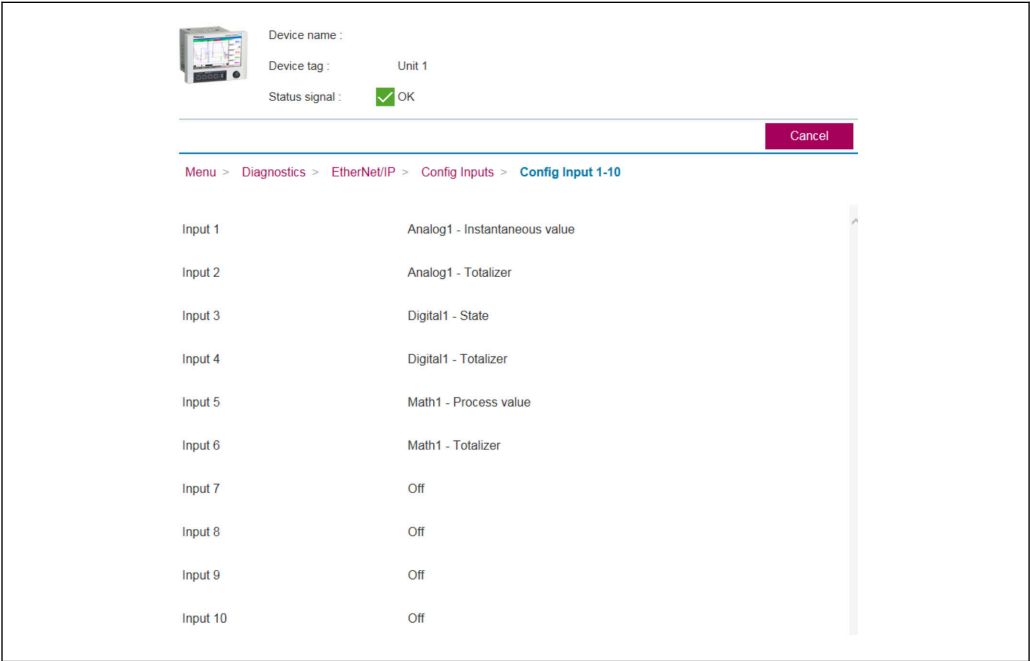 Device name :
Device tag : Unit 1
Status signal : OK
Cancel
Menu > Diagnostics > EtherNet/IP > Config Inputs > Config Input 1-10
Input 1 Analog1 - Instantaneous value
Input 2 Analog1 - Totalizer
Input 3 Digital1 - State
Input 4 Digital1 - Totalizer
Input 5 Math1 - Process value
Input 6 Math1 - Totalizer
Input 7 Off
Input 8 Off
Input 9 Off
Input 10 Off